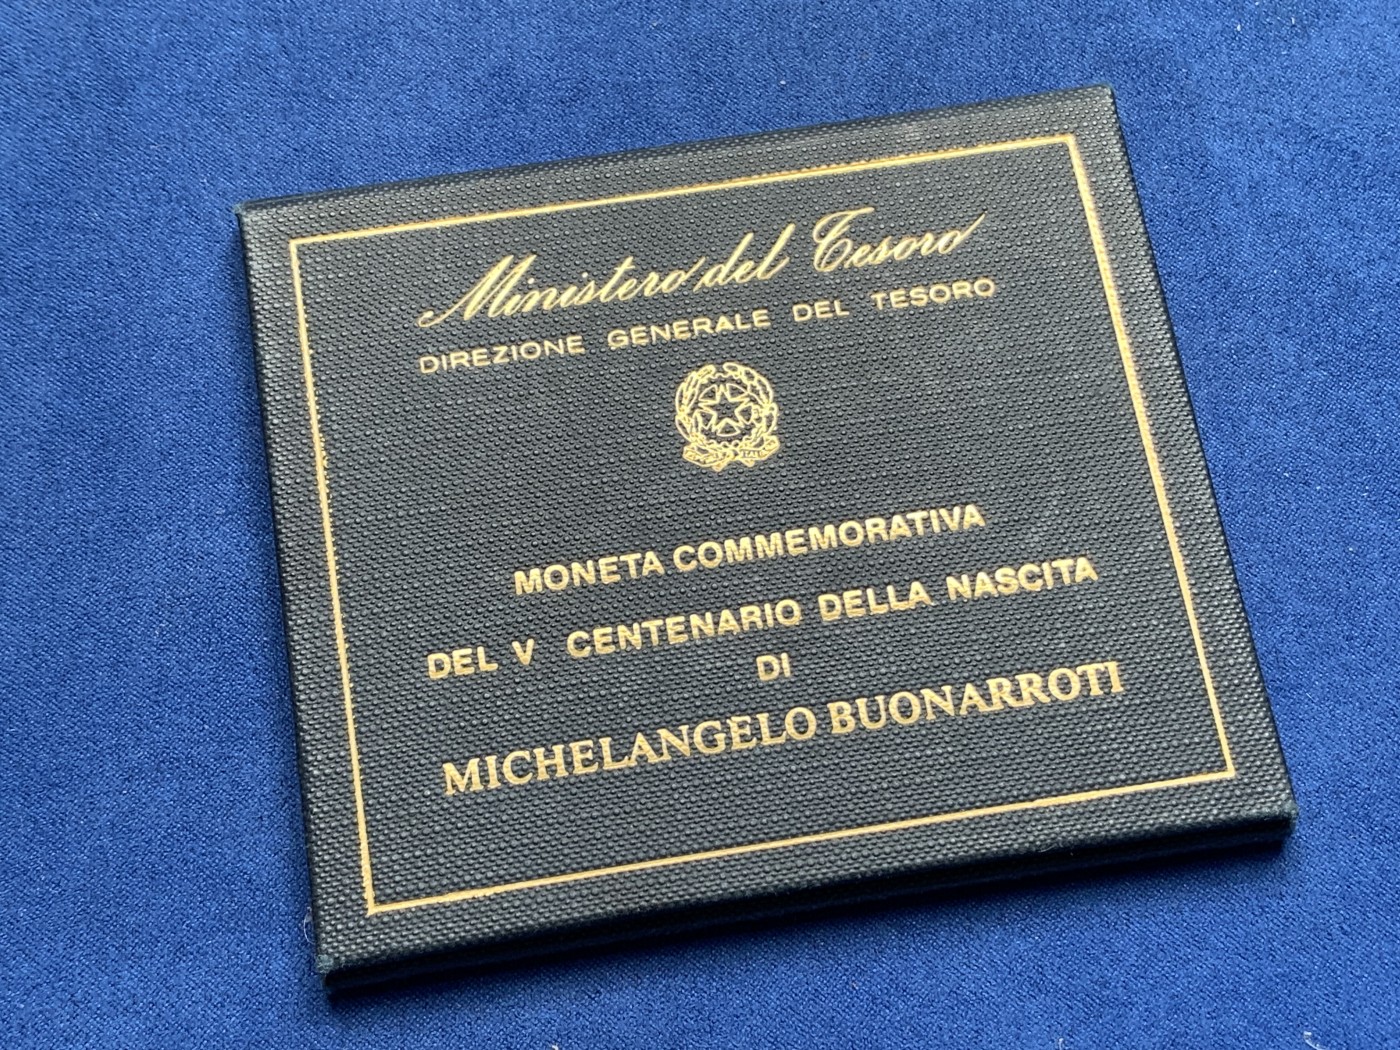 Ministero del Tesoro
DIREZIONE GENERALE DEL TESORO
MONETA COMMEMORATIVA
DEL V CENTENARIO DELLA NASCITA
DI
MICHELANGELO BUONARROTI